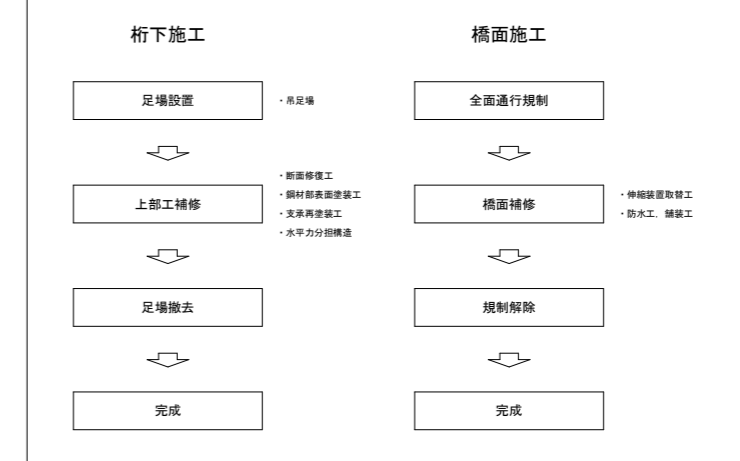 桁下施工
足場設置
・吊足場
上部工補修
・断面修復工
・鋼材部表面塗装工
・支承再塗装工
・水平力分担構造
足場撤去
完成
橋面施工
全面通行規制
橋面補修
・伸縮装置取替工
・防水工，舗装工
規制解除
完成